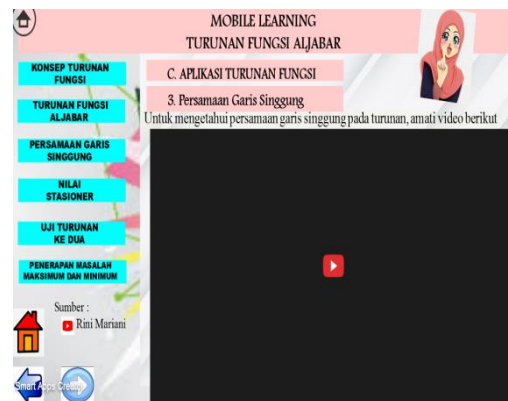 MOBILE LEARNING
TURUNAN FUNGSI ALJABAR
KONSEP TURUNAN
FUNGSI
TURUNAN FUNGSI
ALJABAR
PERSAMAAN GARIS
SINGGUNG
NILAI
STASIONER
UJI TURUNAN
KE DUA
PENERAPAN MASALAH
MAKSIMUM DAN MINIMUM
Sumber :
Rini Mariani
Smart Apps Creator
C. APLIKASI TURUNAN FUNGSI
3. Persamaan Garis Singgung
Untuk mengetahui persamaan garis singgung pada turunan, amati video berikut